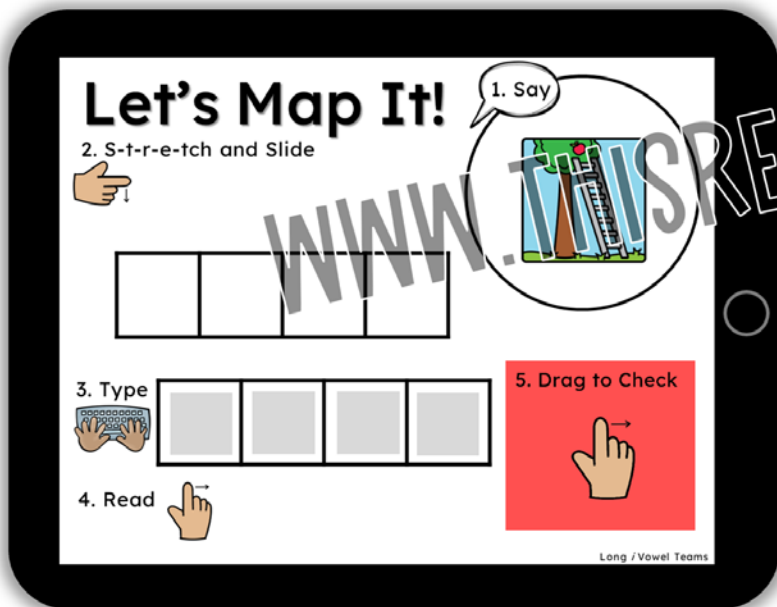 Let's Map It!
1. Say
2. S-t-r-e-tch and Slide
WWW.THISRE
3. Type
5. Drag to Check
4. Read
Long i Vowel Teams